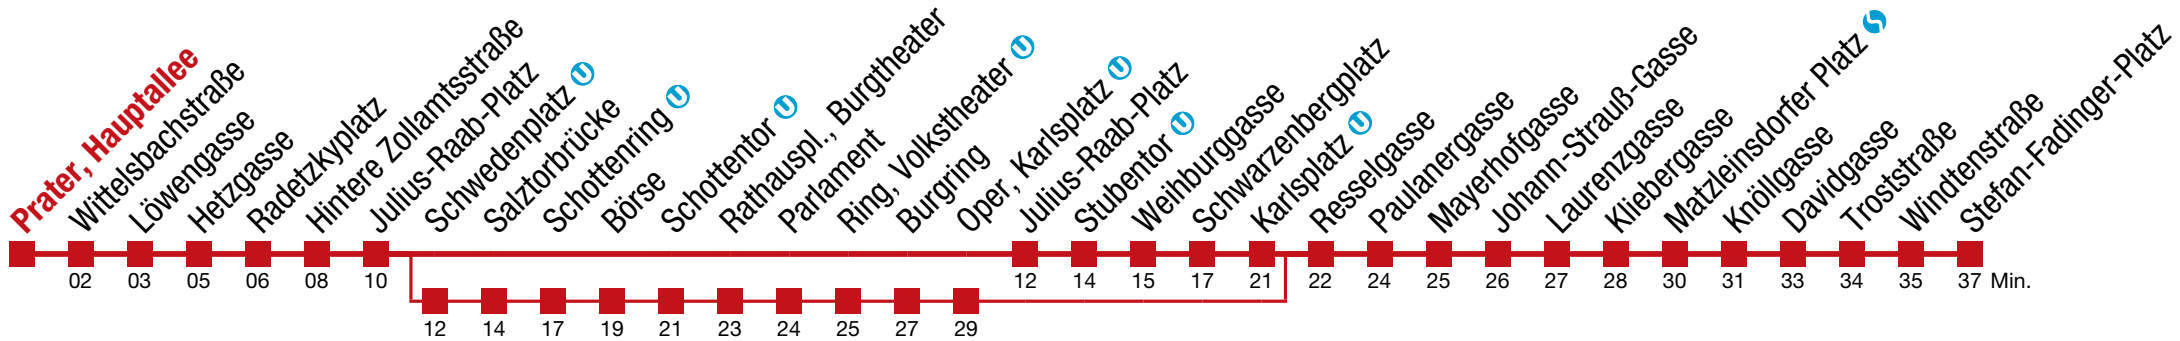 Prater, Hauptallee
Wittelsbachstraße
Löwengasse
Hetzgasse
Radetzkyplatz
Hintere Zollamtsstraße
Julius-Raab-Platz
Schwedenplatz U
Salztorbrücke
Schottenring U
Börse
Schottentor U
Rathauspl., Burgtheater
Parlament
Ring, Volkstheater U
Burgring
Oper, Karlsplatz U
Julius-Raab-Platz
Stubentor U
Weihburggasse
Schwarzenbergplatz
Karlsplatz U
Resselgasse
Paulanergasse
Mayerhofgasse
Johann-Strauß-Gasse
Laurenzgasse
Kliebergasse
Matzleinsdorfer Platz S
Knöllgasse
Davidgasse
Troststraße
Windtenstraße
Stefan-Fadinger-Platz
02 03 05 06 08 10 12 14 15 17 21 22 24 25 26 27 28 30 31 33 34 35 37 Min.
12 14 17 19 21 23 24 25 27 29